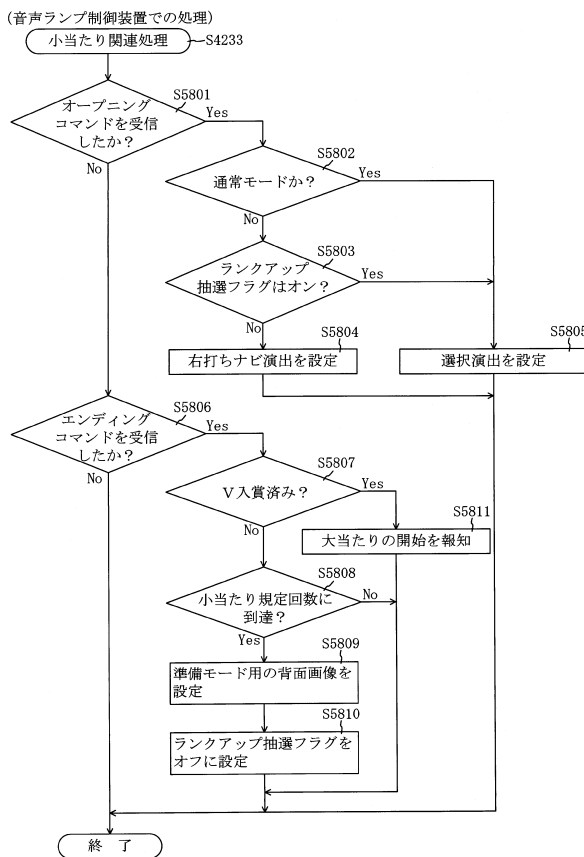 (音声ランプ制御装置での処理)
小当たり関連処理
S4233
オープニング
コマンドを受信
したか？
S5801
Yes
No
通常モードか？
S5802
Yes
No
ランクアップ
抽選フラグはオン？
S5803
Yes
No
右打ちナビ演出を設定
S5804
選択演出を設定
S5805
エンディング
コマンドを受信
したか？
S5806
Yes
No
V入賞済み？
S5807
Yes
No
大当たりの開始を報知
S5811
小当たり規定回数に
到達？
S5808
No
Yes
準備モード用の背面画像を
設定
S5809
ランクアップ抽選フラグを
オフに設定
S5810
終 了